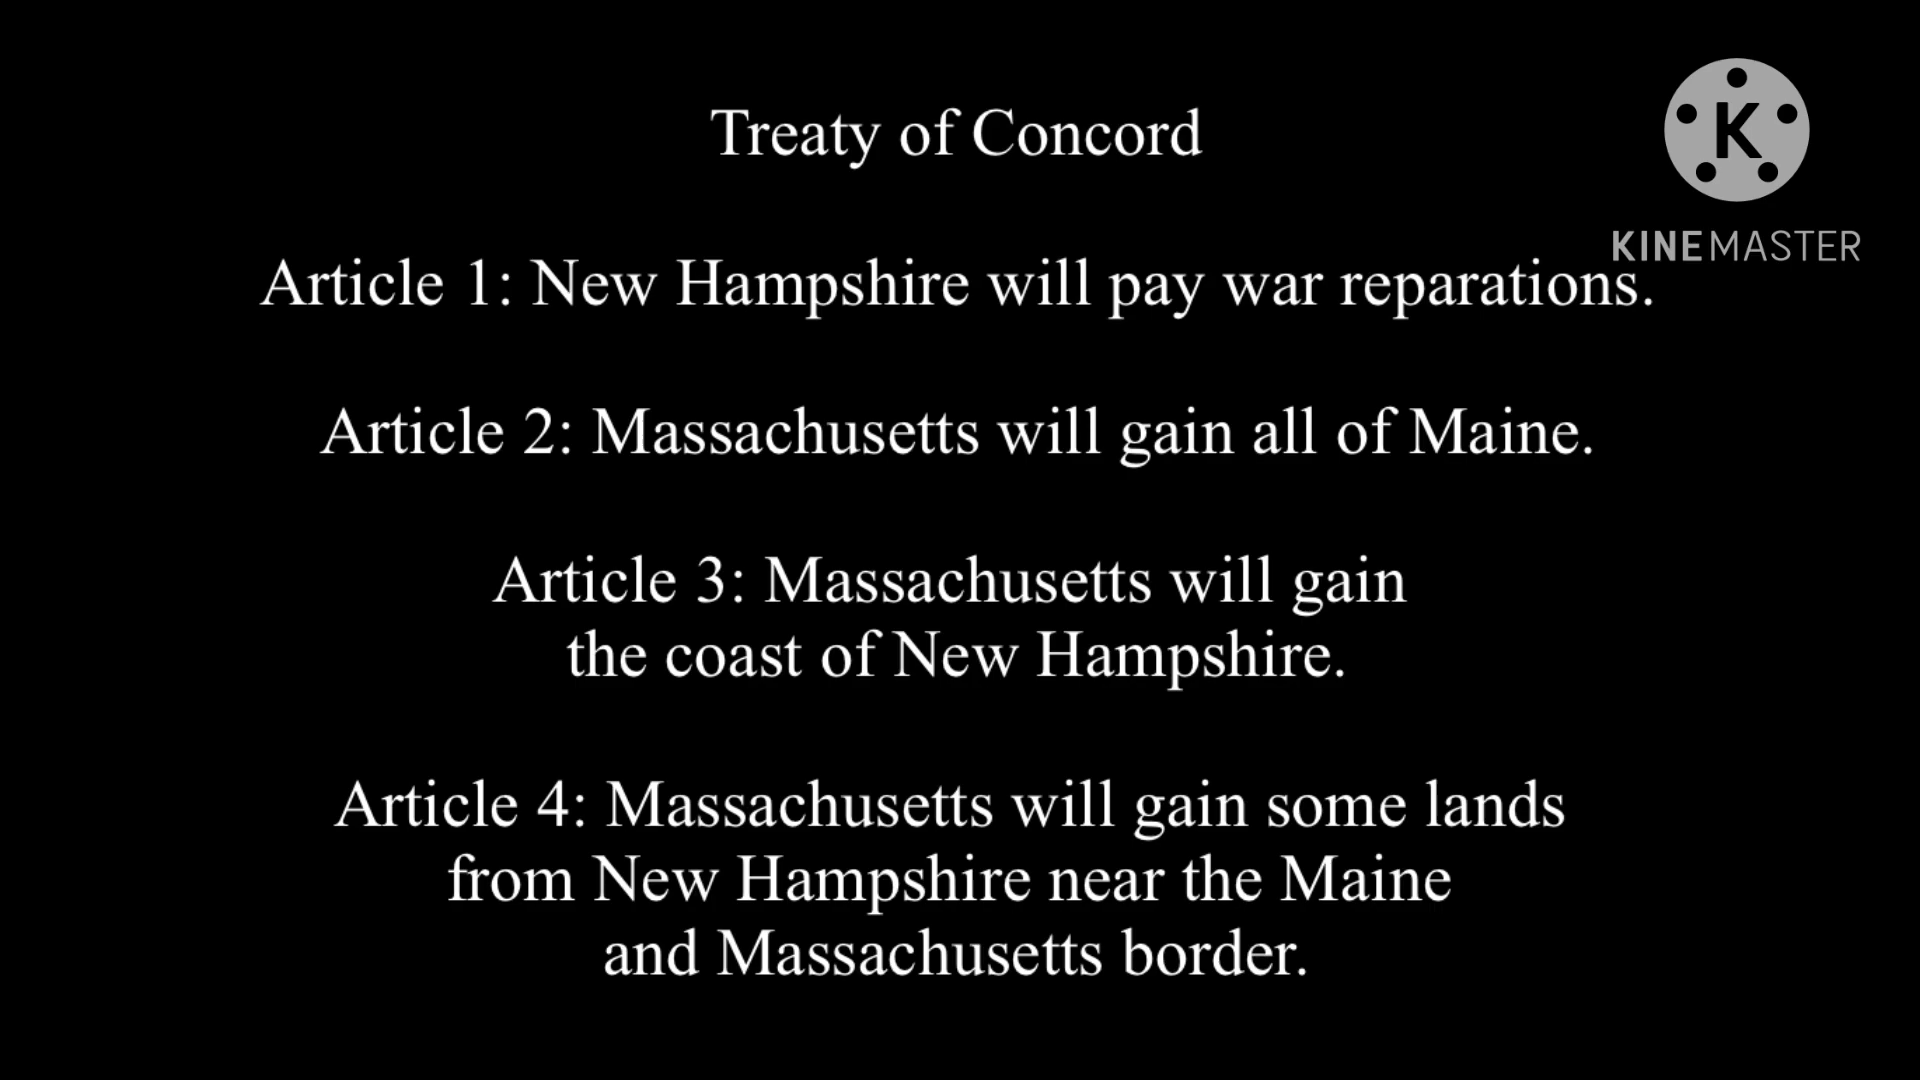 Treaty of Concord
K
KINEMASTER
Article 1: New Hampshire will pay war reparations.
Article 2: Massachusetts will gain all of Maine.
Article 3: Massachusetts will gain
the coast of New Hampshire.
Article 4: Massachusetts will gain some lands
from New Hampshire near the Maine
and Massachusetts border.